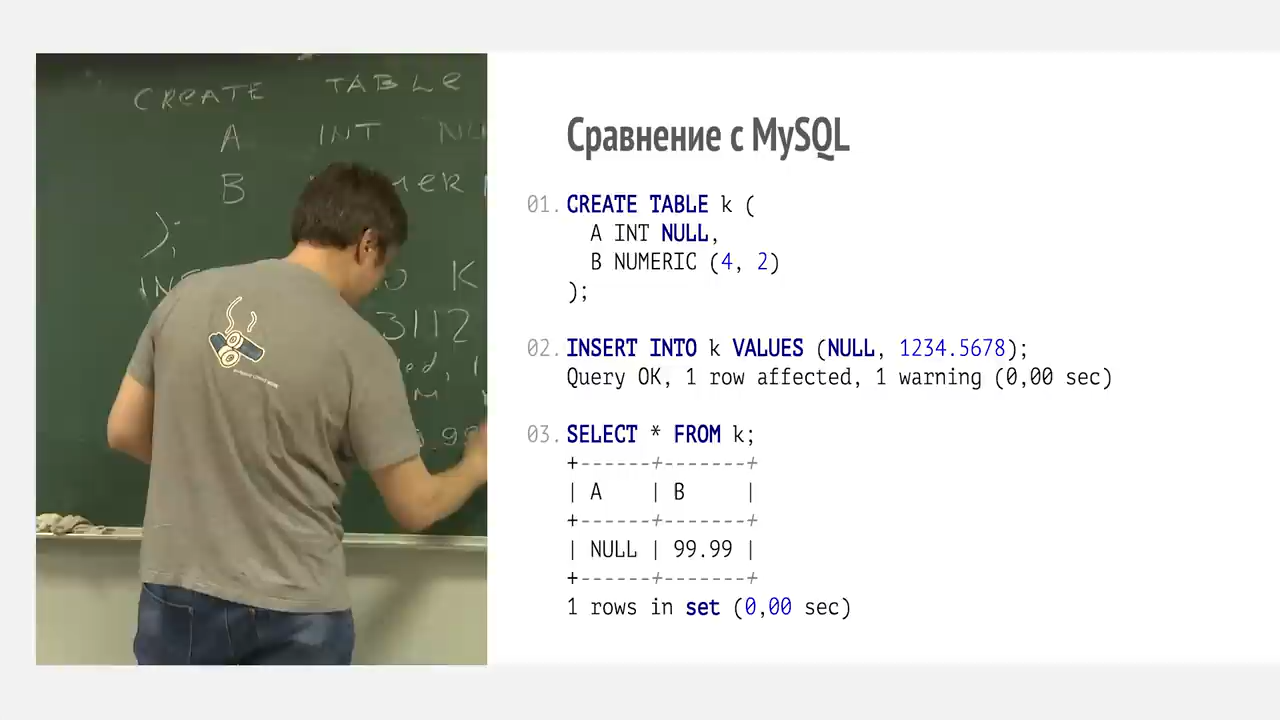 CREATE TABLE
A INT
B
);
K
3112
Сравнение с MySQL
01. CREATE TABLE k (
A INT NULL,
B NUMERIC (4, 2)
);
02. INSERT INTO k VALUES (NULL, 1234.5678);
Query OK, 1 row affected, 1 warning (0,00 sec)
03. SELECT * FROM k;
+------+-------+
| A | B |
+------+-------+
| NULL | 99.99 |
+------+-------+
1 rows in set (0,00 sec)